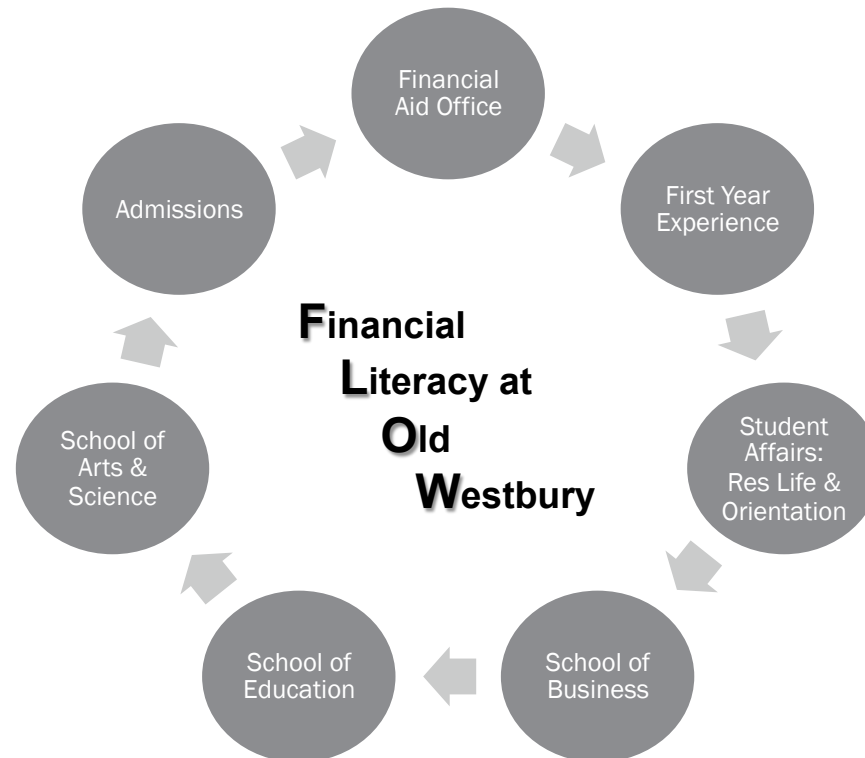 Financial
Aid Office
First Year
Experience
Student
Affairs:
Res Life &
Orientation
School of
Business
School of
Education
School of
Arts &
Science
Admissions
Financial
Literacy at
Old
Westbury